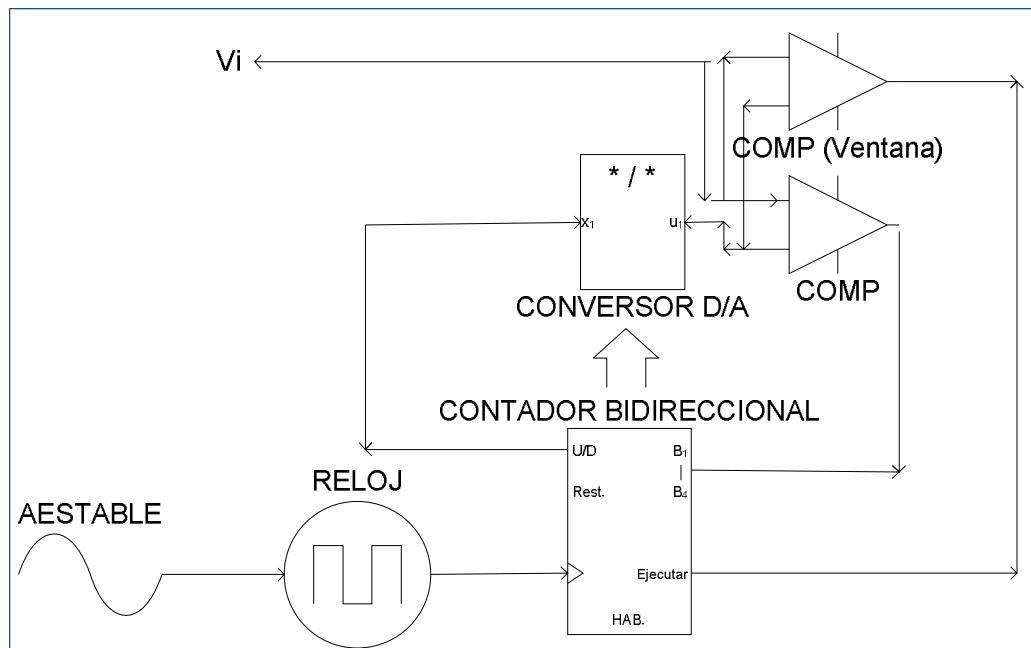 Vi
COMP (Ventana)
* / *
x1
u1
COMP
CONVERSOR D/A
CONTADOR BIDIRECCIONAL
U/D
B1
|
B4
Rest.
RELOJ
AESTABLE
Ejecutar
HAB.